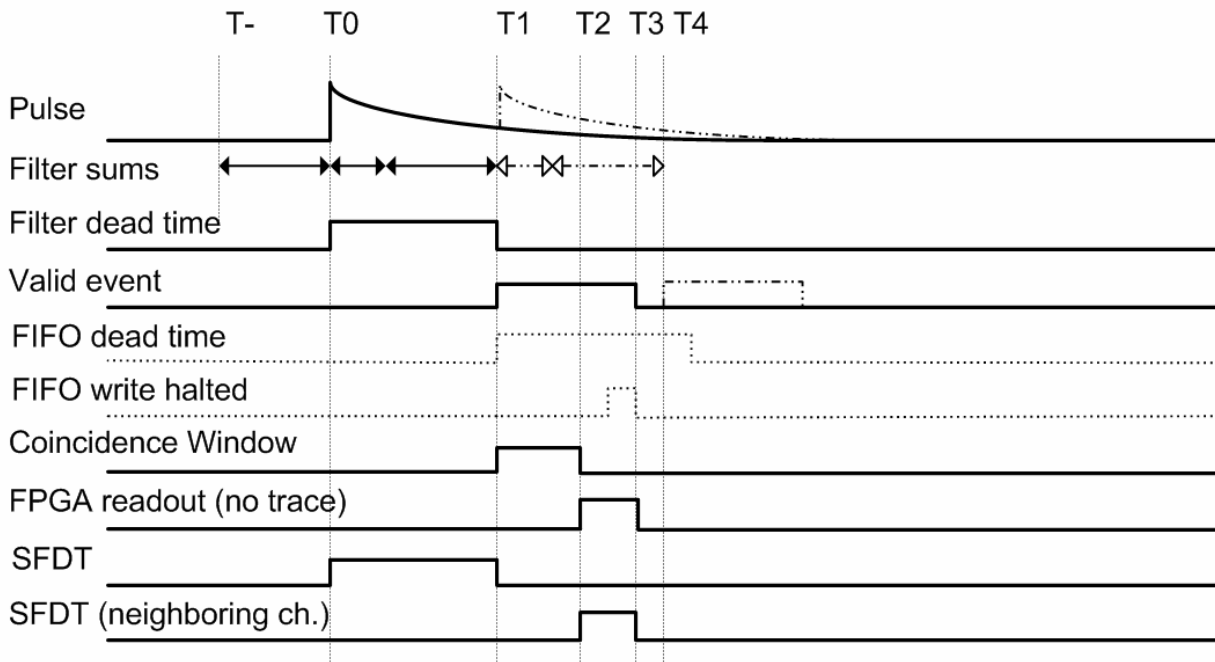 T- T0 T1 T2 T3 T4
Pulse
Filter sums
Filter dead time
Valid event
FIFO dead time
FIFO write halted
Coincidence Window
FPGA readout (no trace)
SFDT
SFDT (neighboring ch.)